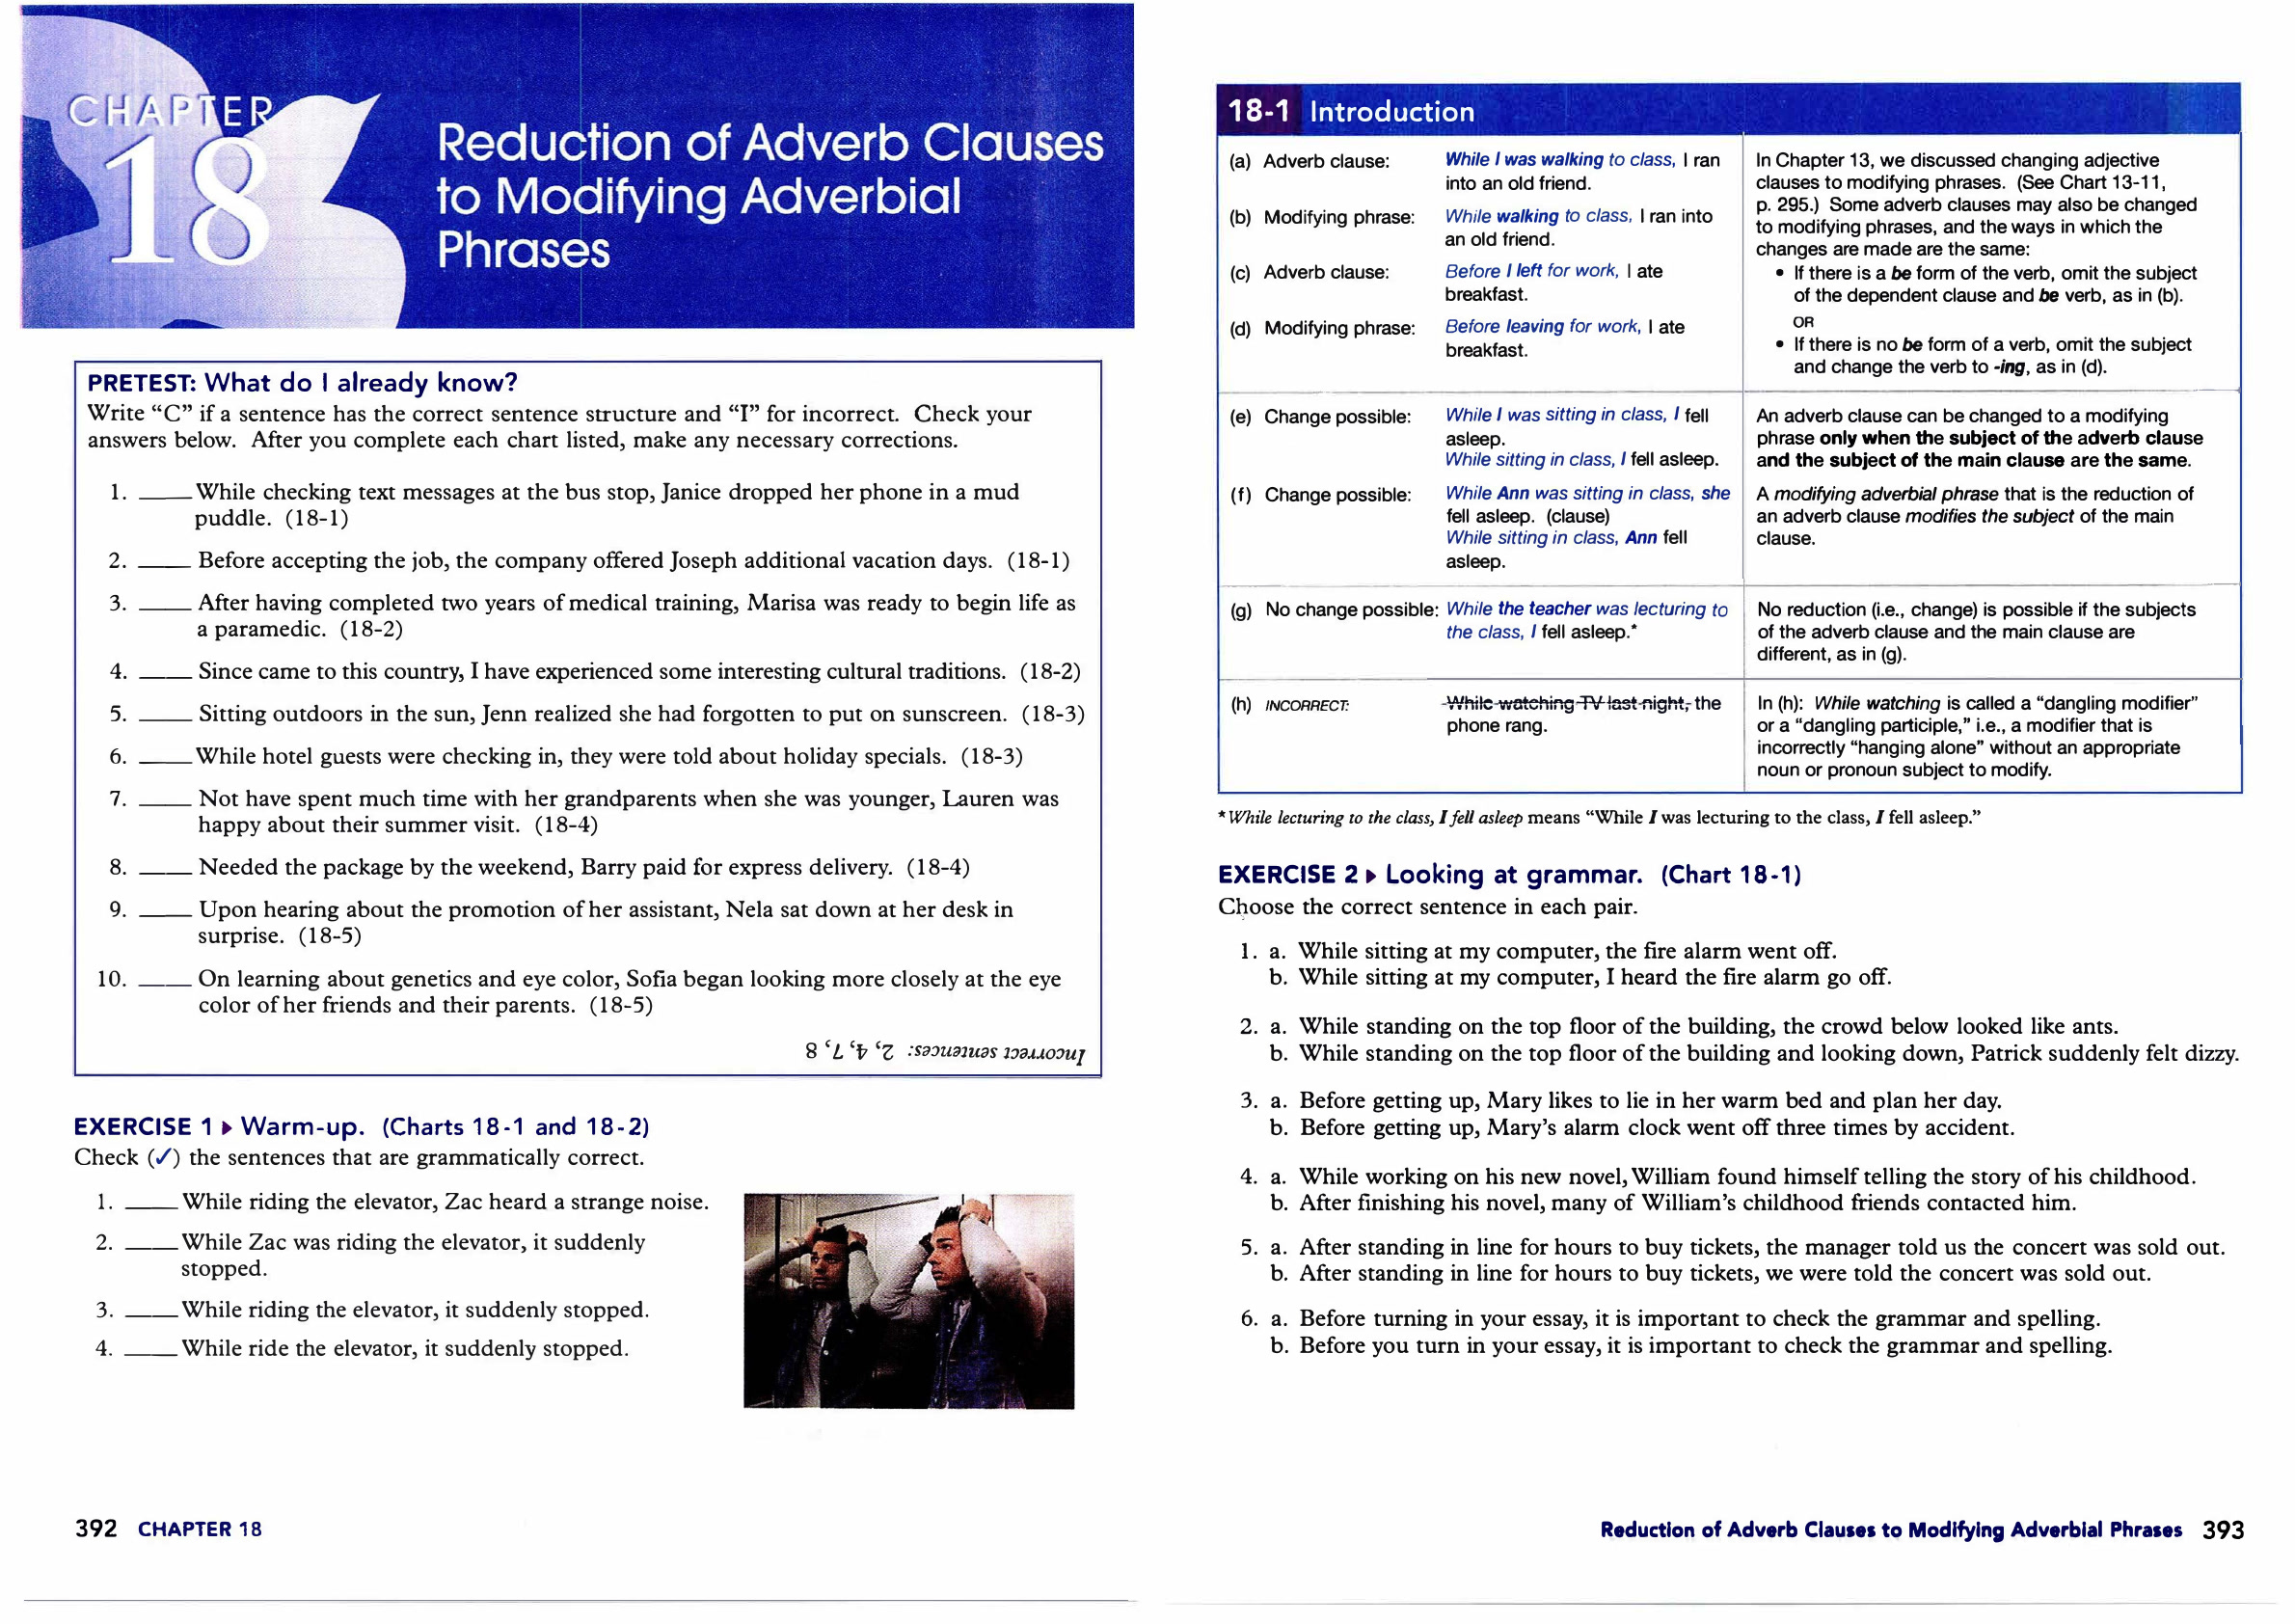 CHAPTER
18
Reduction of Adverb Clauses
to Modifying Adverbial
Phrases
PRETEST: What do I already know?
Write “C” if a sentence has the correct sentence structure and “I” for incorrect. Check your
answers below. After you complete each chart listed, make any necessary corrections.
1. ____ While checking text messages at the bus stop, Janice dropped her phone in a mud
puddle. (18-1)
2. ____ Before accepting the job, the company offered Joseph additional vacation days. (18-1)
3. ____ After having completed two years of medical training, Marisa was ready to begin life as
a paramedic. (18-2)
4. ____ Since came to this country, I have experienced some interesting cultural traditions. (18-2)
5. ____ Sitting outdoors in the sun, Jenn realized she had forgotten to put on sunscreen. (18-3)
6. ____ While hotel guests were checking in, they were told about holiday specials. (18-3)
7. ____ Not have spent much time with her grandparents when she was younger, Lauren was
happy about their summer visit. (18-4)
8. ____ Needed the package by the weekend, Barry paid for express delivery. (18-4)
9. ____ Upon hearing about the promotion of her assistant, Nela sat down at her desk in
surprise. (18-5)
10. ____ On learning about genetics and eye color, Sofia began looking more closely at the eye
color of her friends and their parents. (18-5)
Incorrect sentences: 2, 4, 7, 8
EXERCISE 1 ▸ Warm-up. (Charts 18-1 and 18-2)
Check (✓) the sentences that are grammatically correct.
1. ____ While riding the elevator, Zac heard a strange noise.
2. ____ While Zac was riding the elevator, it suddenly
stopped.
3. ____ While riding the elevator, it suddenly stopped.
4. ____ While ride the elevator, it suddenly stopped.
392 CHAPTER 18
18-1 Introduction
(a) Adverb clause: While I was walking to class, I ran
into an old friend.
(b) Modifying phrase: While walking to class, I ran into
an old friend.
(c) Adverb clause: Before I left for work, I ate
breakfast.
(d) Modifying phrase: Before leaving for work, I ate
breakfast.
In Chapter 13, we discussed changing adjective
clauses to modifying phrases. (See Chart 13-11,
p. 295.) Some adverb clauses may also be changed
to modifying phrases, and the ways in which the
changes are made are the same:
• If there is a be form of the verb, omit the subject
of the dependent clause and be verb, as in (b).
OR
• If there is no be form of a verb, omit the subject
and change the verb to -ing, as in (d).
(e) Change possible: While I was sitting in class, I fell
asleep.
While sitting in class, I fell asleep.
(f) Change possible: While Ann was sitting in class, she
fell asleep. (clause)
While sitting in class, Ann fell
asleep.
An adverb clause can be changed to a modifying
phrase only when the subject of the adverb clause
and the subject of the main clause are the same.
A modifying adverbial phrase that is the reduction of
an adverb clause modifies the subject of the main
clause.
(g) No change possible: While the teacher was lecturing to
the class, I fell asleep.*
No reduction (i.e., change) is possible if the subjects
of the adverb clause and the main clause are
different, as in (g).
(h) INCORRECT: While watching TV last night, the
phone rang.
In (h): While watching is called a “dangling modifier”
or a “dangling participle,” i.e., a modifier that is
incorrectly “hanging alone” without an appropriate
noun or pronoun subject to modify.
*While lecturing to the class, I fell asleep means “While I was lecturing to the class, I fell asleep.”
EXERCISE 2 ▸ Looking at grammar. (Chart 18-1)
Choose the correct sentence in each pair.
1. a. While sitting at my computer, the fire alarm went off.
b. While sitting at my computer, I heard the fire alarm go off.
2. a. While standing on the top floor of the building, the crowd below looked like ants.
b. While standing on the top floor of the building and looking down, Patrick suddenly felt dizzy.
3. a. Before getting up, Mary likes to lie in her warm bed and plan her day.
b. Before getting up, Mary’s alarm clock went off three times by accident.
4. a. While working on his new novel, William found himself telling the story of his childhood.
b. After finishing his novel, many of William’s childhood friends contacted him.
5. a. After standing in line for hours to buy tickets, the manager told us the concert was sold out.
b. After standing in line for hours to buy tickets, we were told the concert was sold out.
6. a. Before turning in your essay, it is important to check the grammar and spelling.
b. Before you turn in your essay, it is important to check the grammar and spelling.
Reduction of Adverb Clauses to Modifying Adverbial Phrases 393